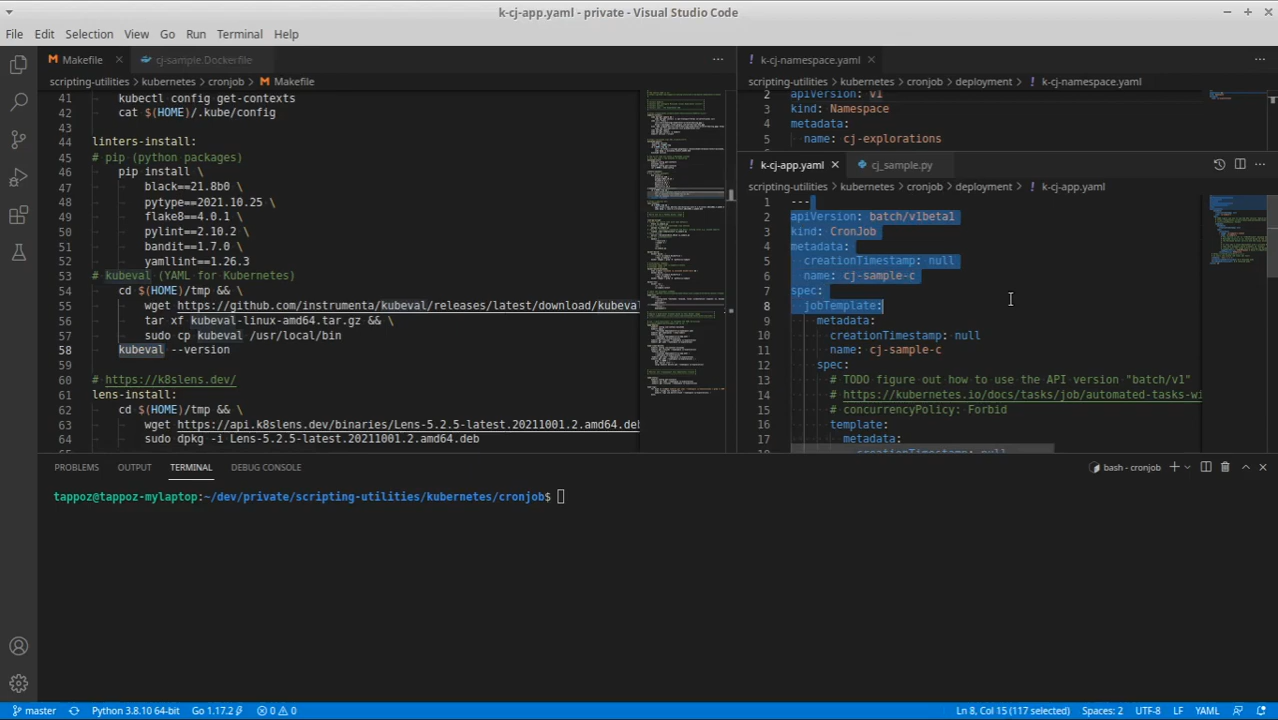 k-cj-app.yaml - private - Visual Studio Code
File Edit Selection View Go Run Terminal Help
Makefile cj-sample.Dockerfile
scripting-utilities > kubernetes > cronjob > Makefile
41 kubectl config get-contexts
42 cat $(HOME)/.kube/config
43
44 linters-install:
45 # pip (python packages)
46 pip install \
47 black==21.8b0 \
48 pytype==2021.10.25 \
49 flake8==4.0.1 \
50 pylint==2.10.2 \
51 bandit==1.7.0 \
52 yamllint==1.26.3
53 # kubeval (YAML for Kubernetes)
54 cd $(HOME)/tmp && \
55 wget https://github.com/instrumenta/kubeval/releases/latest/download/kubeval
56 tar xf kubeval-linux-amd64.tar.gz && \
57 sudo cp kubeval /usr/local/bin
58 kubeval --version
59
60 # https://k8slens.dev/
61 lens-install:
62 cd $(HOME)/tmp && \
63 wget https://api.k8slens.dev/binaries/Lens-5.2.5-latest.20211001.2.amd64.deb
64 sudo dpkg -i Lens-5.2.5-latest.20211001.2.amd64.deb
k-cj-namespace.yaml
scripting-utilities > kubernetes > cronjob > deployment > k-cj-namespace.yaml
2 apiVersion: v1
3 kind: Namespace
4 metadata:
5 name: cj-explorations
k-cj-app.yaml cj_sample.py
scripting-utilities > kubernetes > cronjob > deployment > k-cj-app.yaml
1 ---
2 apiVersion: batch/v1beta1
3 kind: CronJob
4 metadata:
5 creationTimestamp: null
6 name: cj-sample-c
7 spec:
8 jobTemplate:
9 metadata:
10 creationTimestamp: null
11 name: cj-sample-c
12 spec:
13 # TODO figure out how to use the API version "batch/v1"
14 # https://kubernetes.io/docs/tasks/job/automated-tasks-wi
15 # concurrencyPolicy: Forbid
16 template:
17 metadata:
18 creationTimestamp: null
PROBLEMS OUTPUT TERMINAL DEBUG CONSOLE
bash - cronjob
tappoz@tappoz-mylaptop:~/dev/private/scripting-utilities/kubernetes/cronjob$
master Python 3.8.10 64-bit Go 1.17.2 0 0 Ln 8, Col 15 (117 selected) Spaces: 2 UTF-8 LF YAML